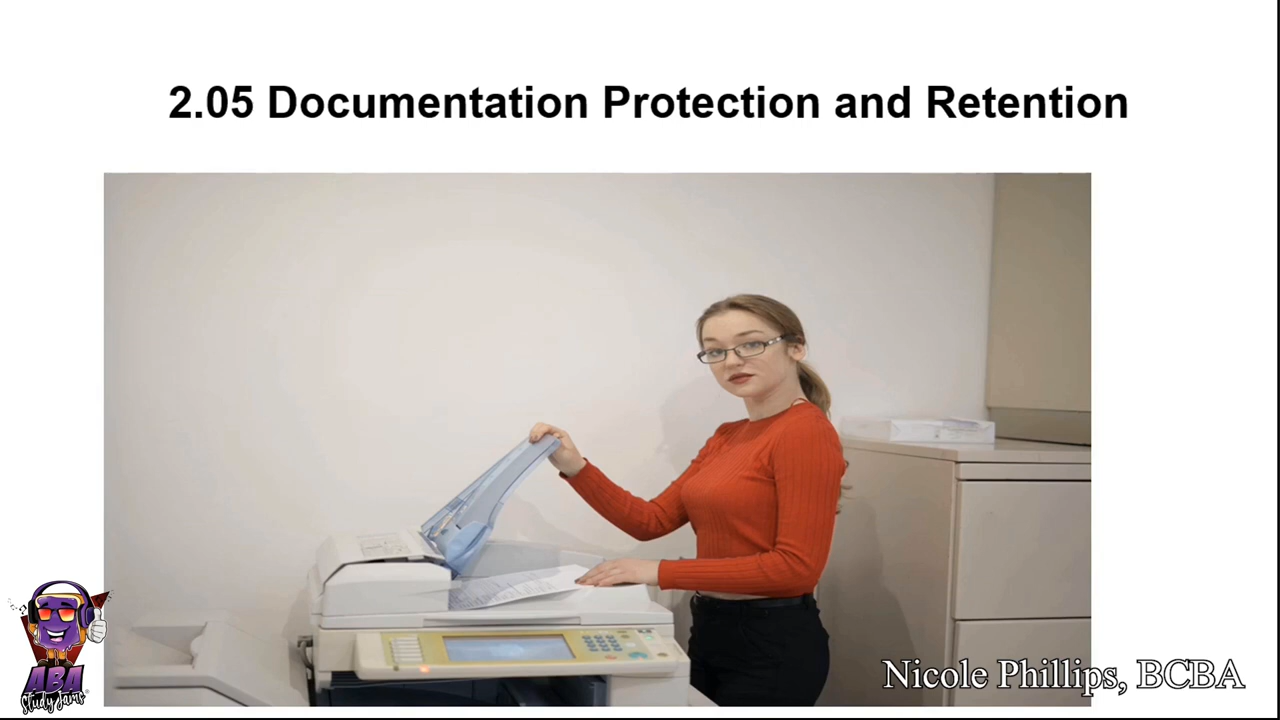 2.05 Documentation Protection and Retention
ABA
Study Jams
Nicole Phillips, BCBA